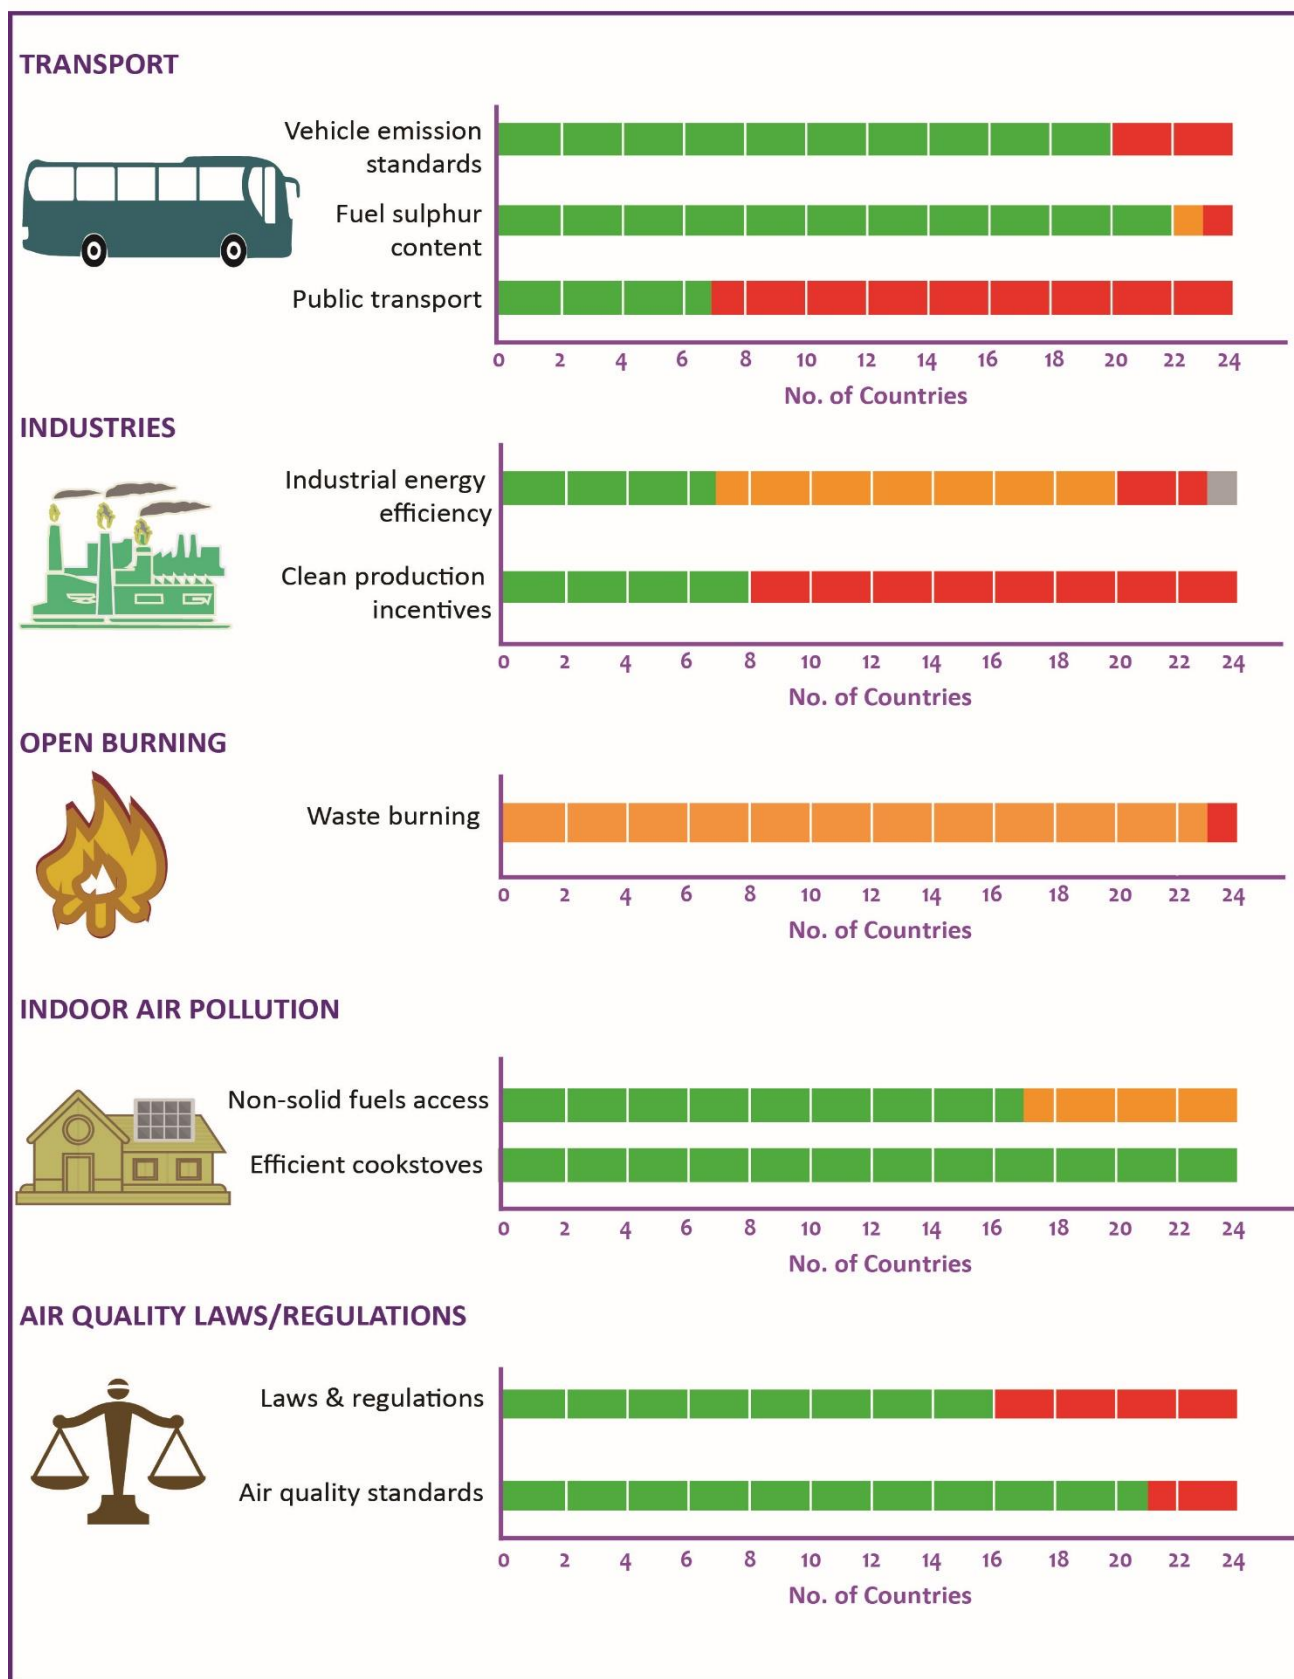 TRANSPORT
Vehicle emission
standards
Fuel sulphur
content
Public transport
0 2 4 6 8 10 12 14 16 18 20 22 24
No. of Countries
INDUSTRIES
Industrial energy
efficiency
Clean production
incentives
0 2 4 6 8 10 12 14 16 18 20 22 24
No. of Countries
OPEN BURNING
Waste burning
0 2 4 6 8 10 12 14 16 18 20 22 24
No. of Countries
INDOOR AIR POLLUTION
Non-solid fuels access
Efficient cookstoves
0 2 4 6 8 10 12 14 16 18 20 22 24
No. of Countries
AIR QUALITY LAWS/REGULATIONS
Laws & regulations
Air quality standards
0 2 4 6 8 10 12 14 16 18 20 22 24
No. of Countries